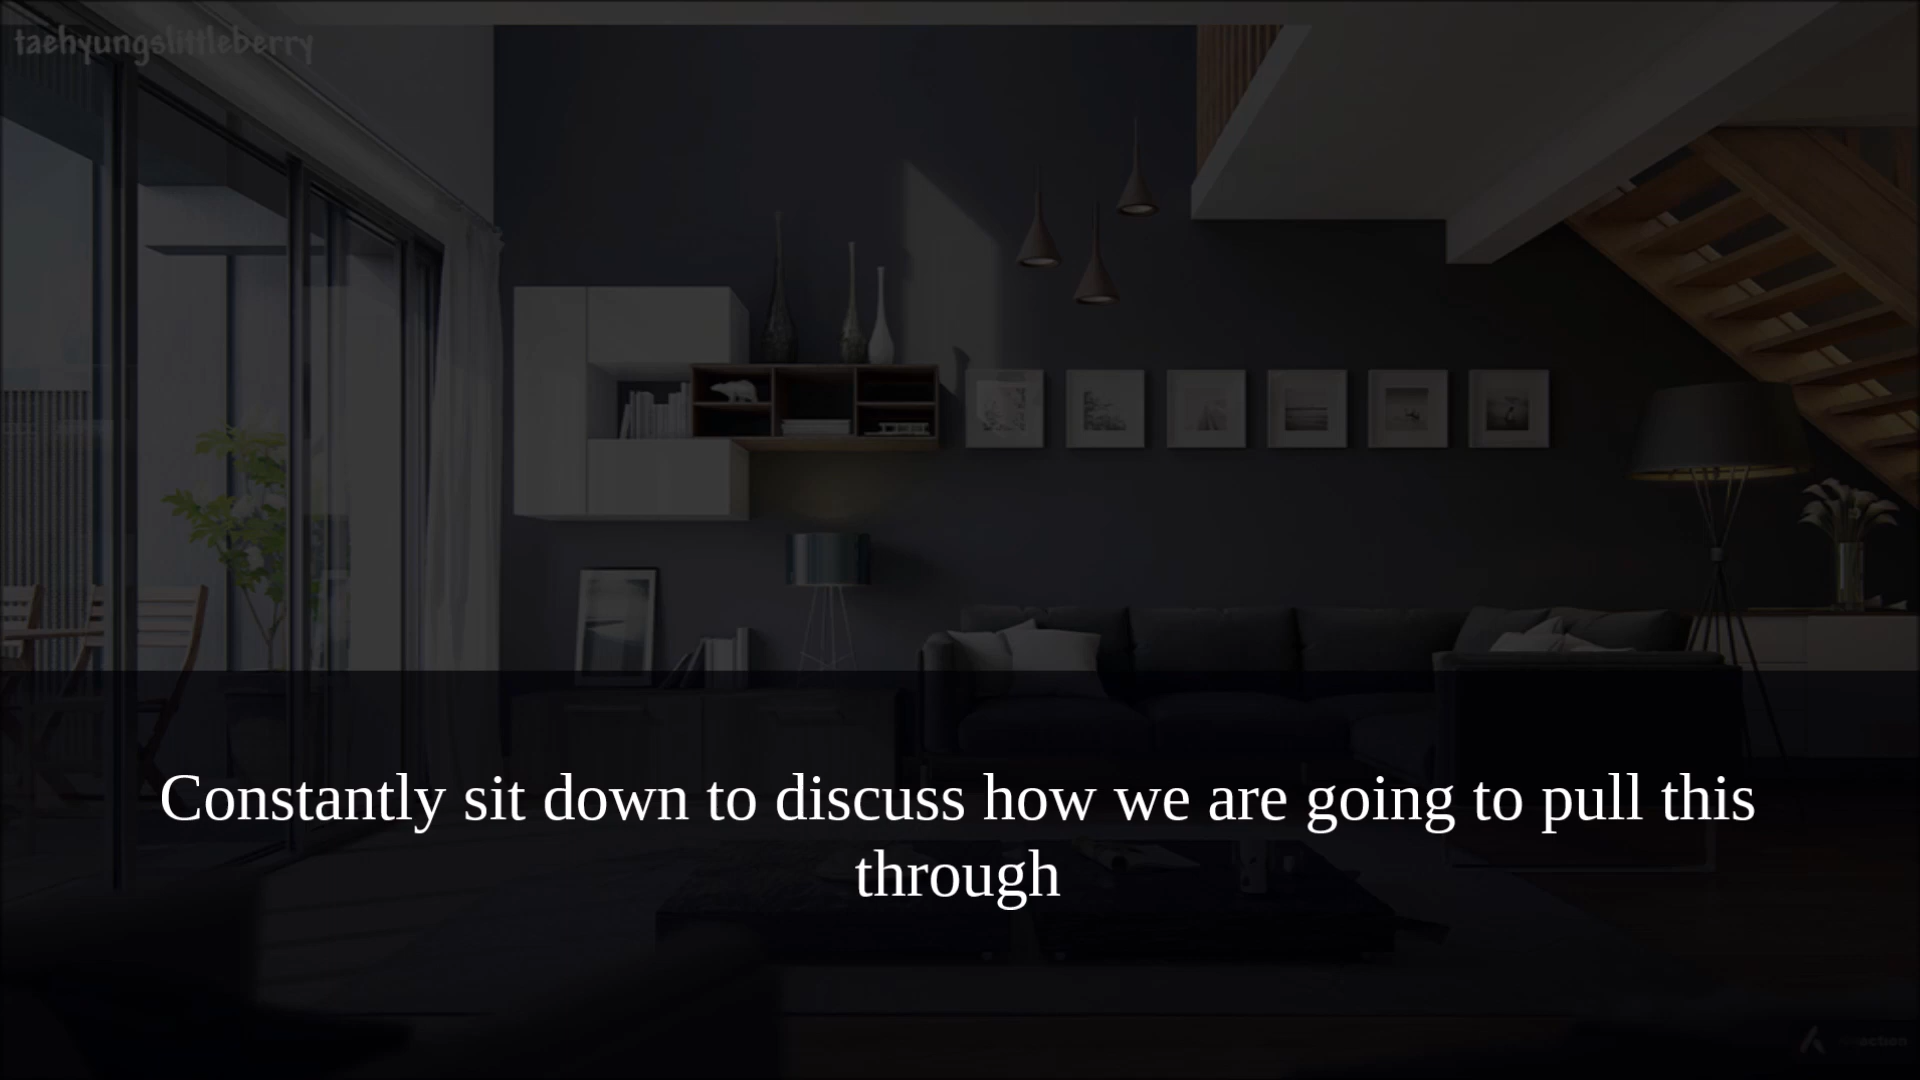 taehyungslittleberry
Constantly sit down to discuss how we are going to pull this
through